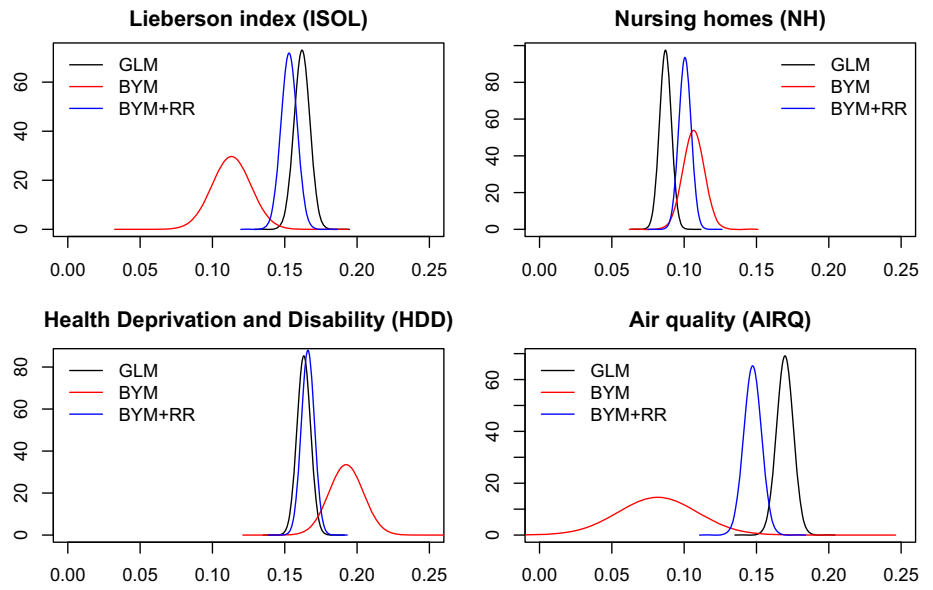 Lieberson index (ISOL)
GLM
BYM
BYM+RR
0 20 40 60
0.00 0.05 0.10 0.15 0.20 0.25
Nursing homes (NH)
GLM
BYM
BYM+RR
0 20 40 60 80
0.00 0.05 0.10 0.15 0.20 0.25
Health Deprivation and Disability (HDD)
GLM
BYM
BYM+RR
0 20 40 60 80
0.00 0.05 0.10 0.15 0.20 0.25
Air quality (AIRQ)
GLM
BYM
BYM+RR
0 20 40 60
0.00 0.05 0.10 0.15 0.20 0.25